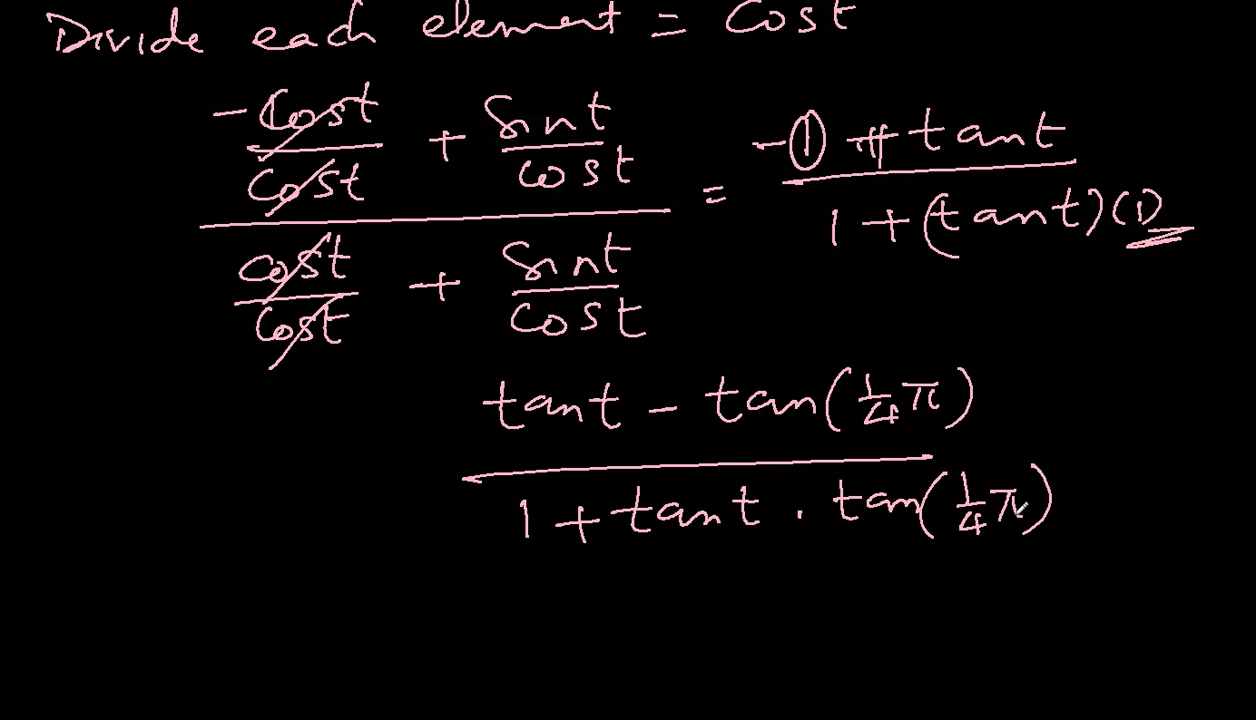 Divide each element = Cost
(-Cost/Cost + Sint/Cost) / (Cost/Cost + Sint/Cost) = (-1 + tant) / (1 + (tant)(1))
(tant - tan(1/4 π)) / (1 + tant . tan(1/4 π))